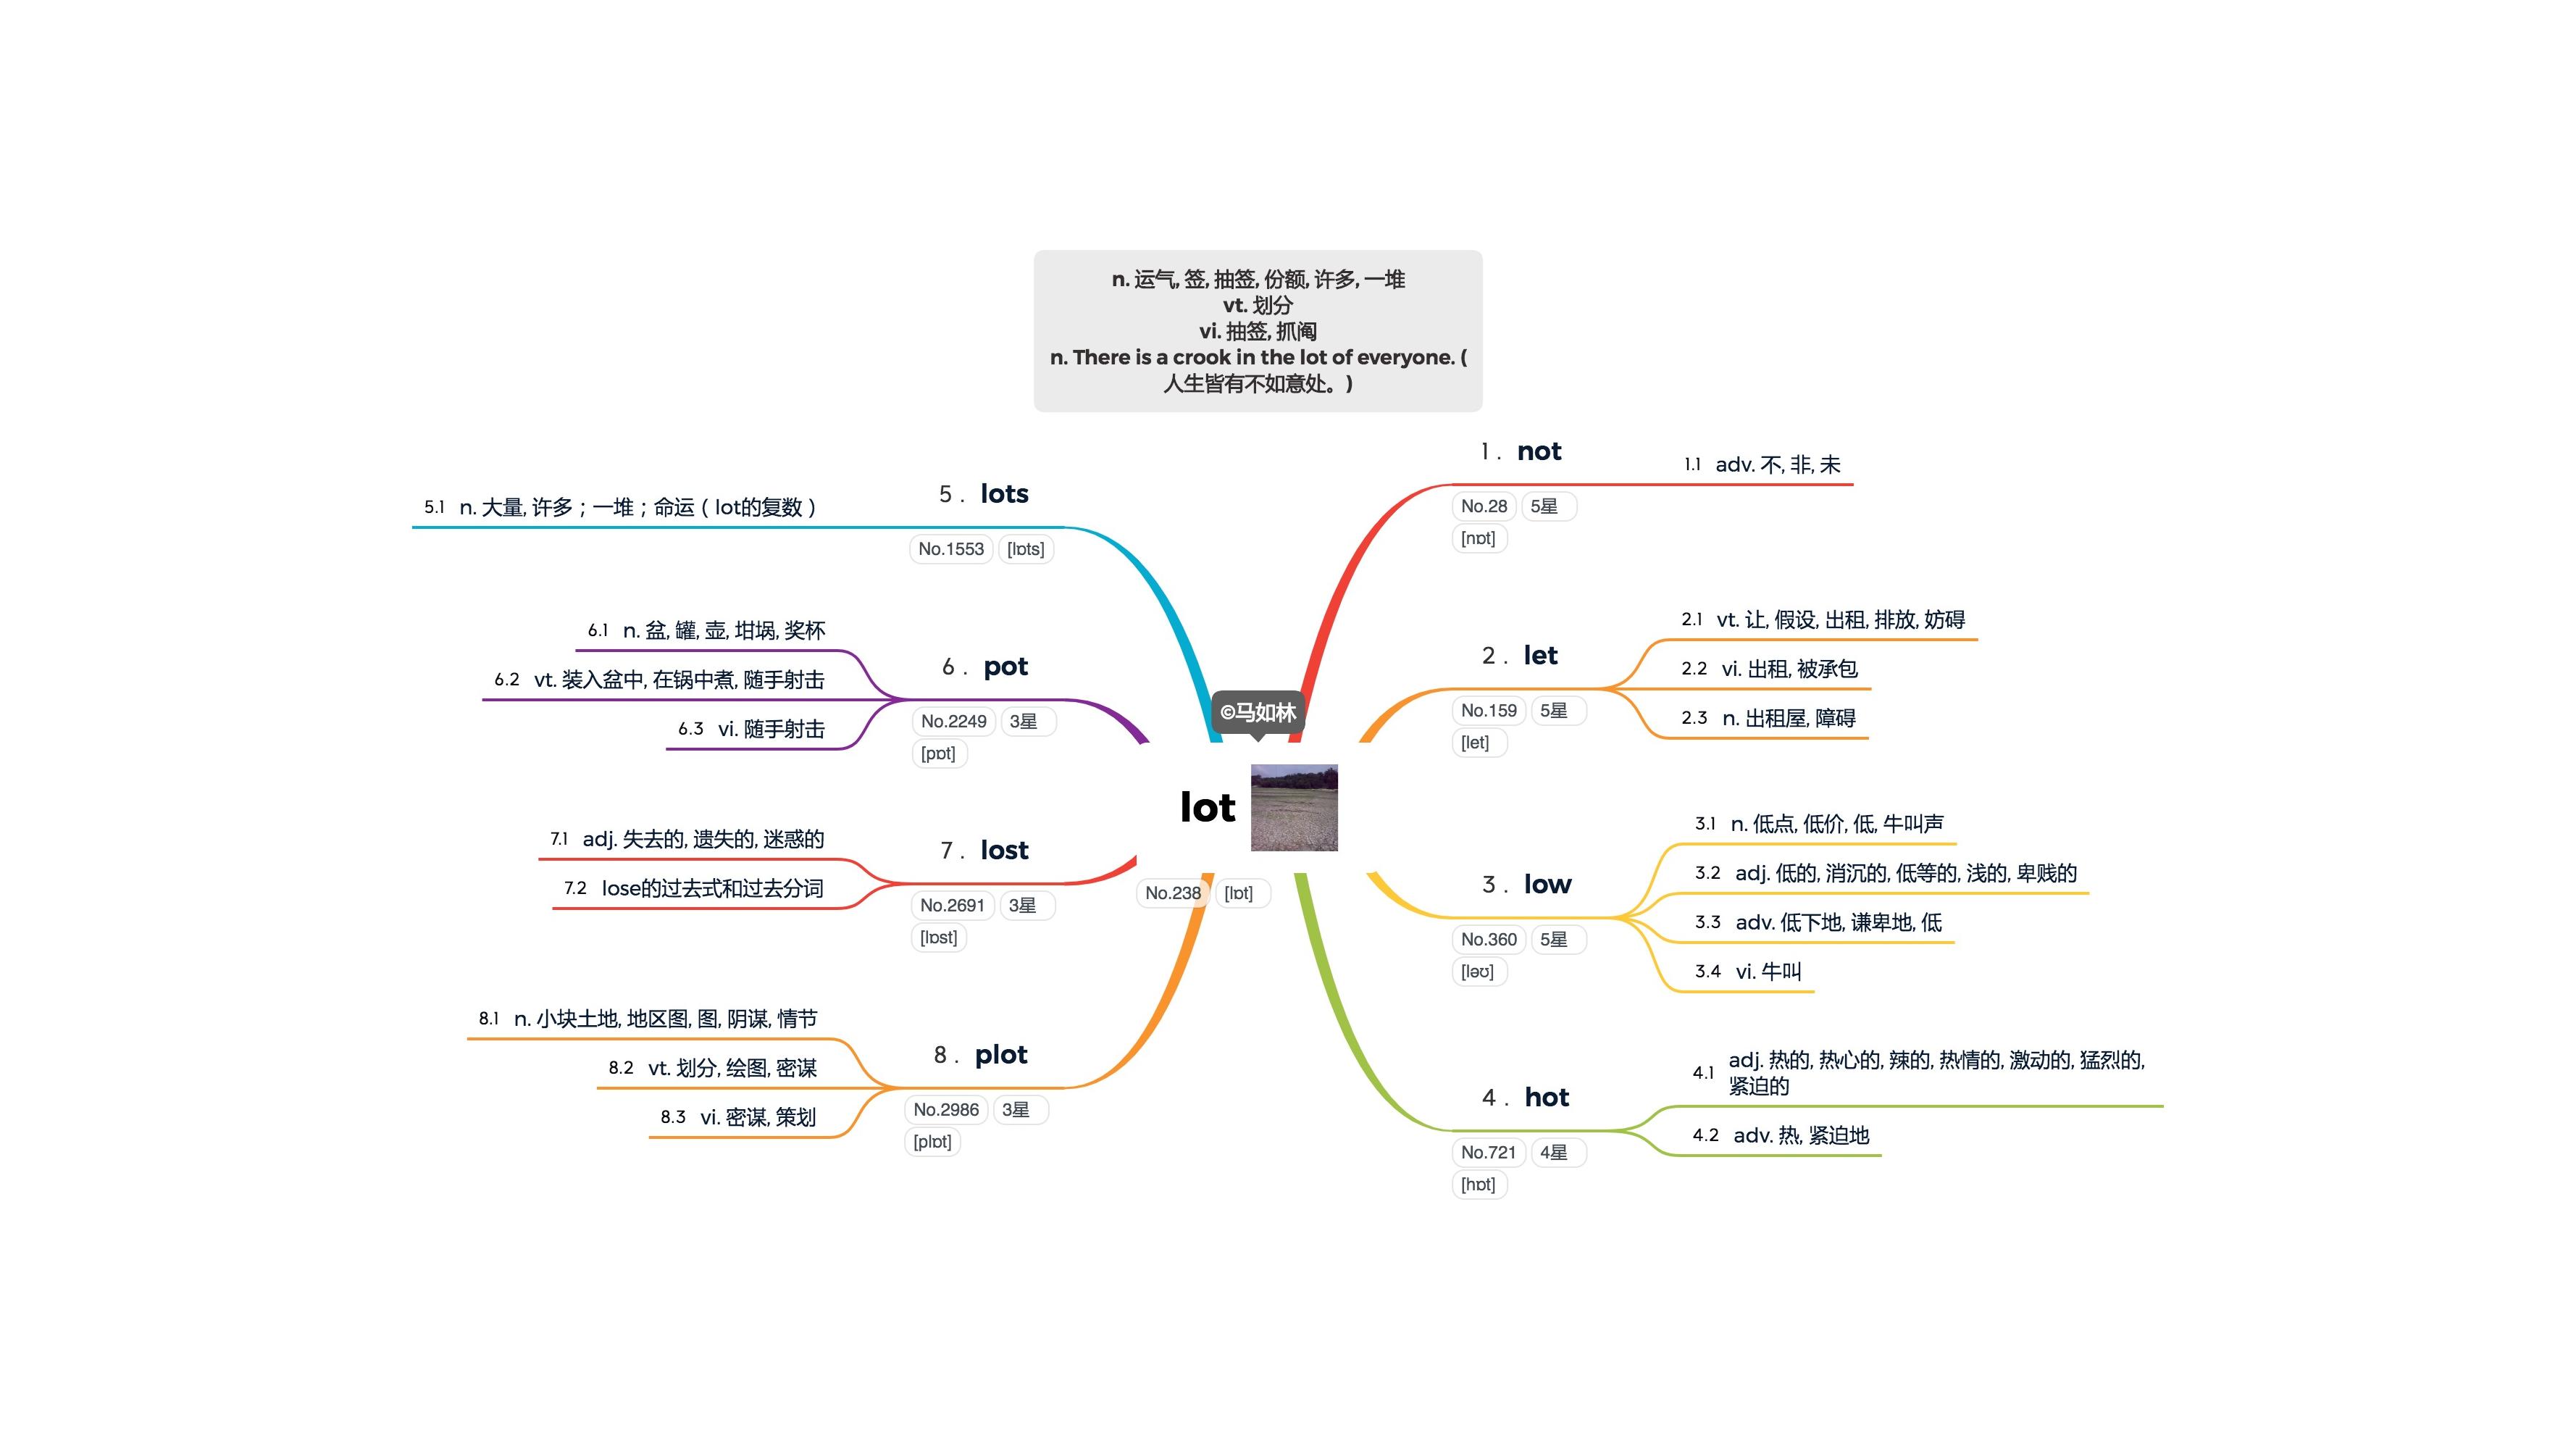 n. 运气, 签, 抽签, 份额, 许多, 一堆
vt. 划分
vi. 抽签, 抓阄
n. There is a crook in the lot of everyone. (
人生皆有不如意处。)
©马如林
lot
No.238 [lɒt]
1. not
No.28 5星
[nɒt]
1.1 adv. 不, 非, 未
2. let
No.159 5星
[let]
2.1 vt. 让, 假设, 出租, 排放, 妨碍
2.2 vi. 出租, 被承包
2.3 n. 出租屋, 障碍
3. low
No.360 5星
[ləʊ]
3.1 n. 低点, 低价, 低, 牛叫声
3.2 adj. 低的, 消沉的, 低等的, 浅的, 卑贱的
3.3 adv. 低下地, 谦卑地, 低
3.4 vi. 牛叫
4. hot
No.721 4星
[hɒt]
4.1 adj. 热的, 热心的, 辣的, 热情的, 激动的, 猛烈的,
紧迫的
4.2 adv. 热, 紧迫地
5. lots
No.1553 [lɒts]
5.1 n. 大量, 许多；一堆；命运（lot的复数）
6. pot
No.2249 3星
[pɒt]
6.1 n. 盆, 罐, 壶, 坩埚, 奖杯
6.2 vt. 装入盆中, 在锅中煮, 随手射击
6.3 vi. 随手射击
7. lost
No.2691 3星
[lɒst]
7.1 adj. 失去的, 遗失的, 迷惑的
7.2 lose的过去式和过去分词
8. plot
No.2986 3星
[plɒt]
8.1 n. 小块土地, 地区图, 图, 阴谋, 情节
8.2 vt. 划分, 绘图, 密谋
8.3 vi. 密谋, 策划